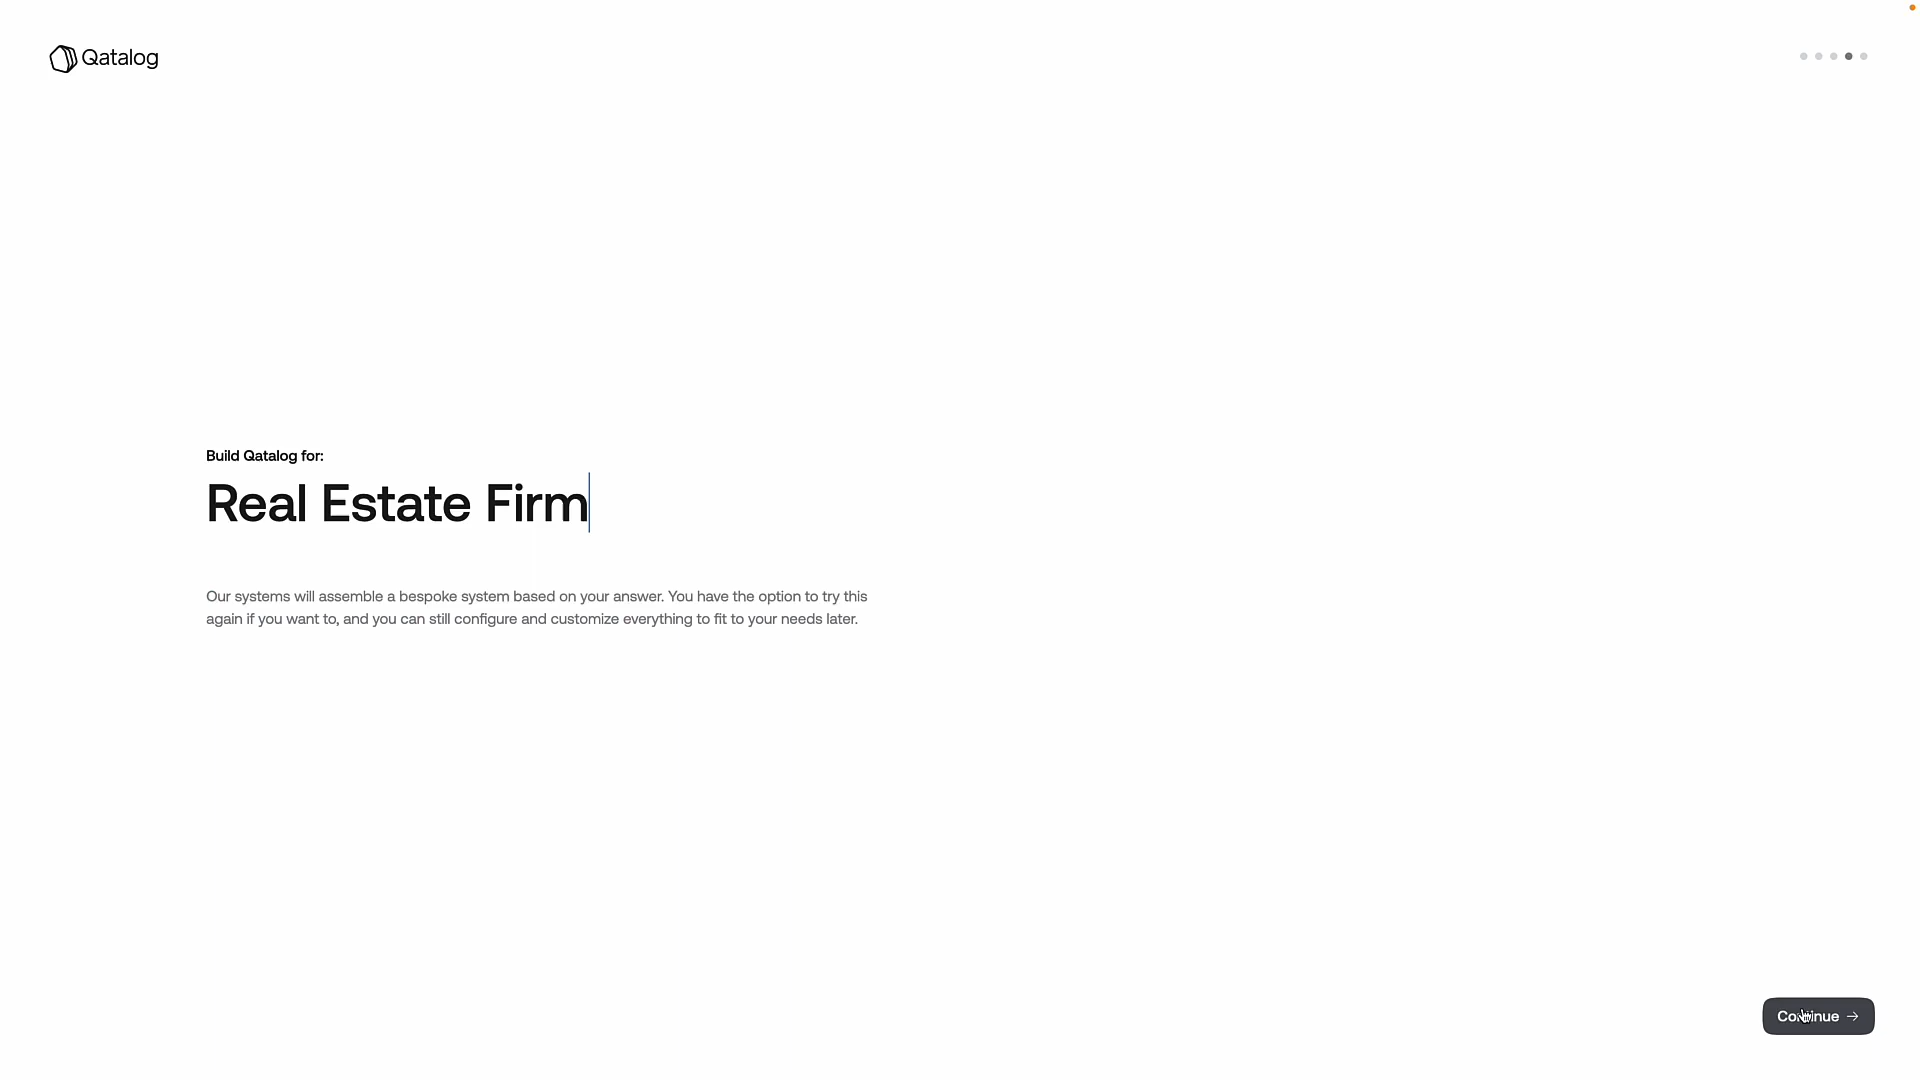 Qatalog
Build Qatalog for:
Real Estate Firm
Our systems will assemble a bespoke system based on your answer. You have the option to try this
again if you want to, and you can still configure and customize everything to fit to your needs later.
Continue